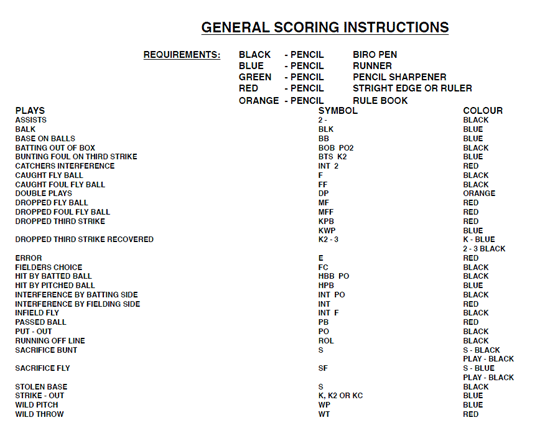 GENERAL SCORING INSTRUCTIONS
REQUIREMENTS: BLACK - PENCIL BIRO PEN
BLUE - PENCIL RUNNER
GREEN - PENCIL PENCIL SHARPENER
RED - PENCIL STRIGHT EDGE OR RULER
ORANGE - PENCIL RULE BOOK
PLAYS SYMBOL COLOUR
ASSISTS 2 - BLACK
BALK BLK BLUE
BASE ON BALLS BB BLUE
BATTING OUT OF BOX BOB PO2 BLACK
BUNTING FOUL ON THIRD STRIKE BTS K2 BLUE
CATCHERS INTERFERENCE INT 2 RED
CAUGHT FLY BALL F BLACK
CAUGHT FOUL FLY BALL FF BLACK
DOUBLE PLAYS DP ORANGE
DROPPED FLY BALL MF RED
DROPPED FOUL FLY BALL MFF RED
DROPPED THIRD STRIKE KPB RED
KWP BLUE
DROPPED THIRD STRIKE RECOVERED K2 - 3 K - BLUE
2 - 3 BLACK
ERROR E RED
FIELDERS CHOICE FC BLACK
HIT BY BATTED BALL HBB PO BLACK
HIT BY PITCHED BALL HPB BLUE
INTERFERENCE BY BATTING SIDE INT PO BLACK
INTERFERENCE BY FIELDING SIDE INT RED
INFIELD FLY INT F BLACK
PASSED BALL PB RED
PUT - OUT PO BLACK
RUNNING OFF LINE ROL BLACK
SACRIFICE BUNT S S - BLACK
PLAY - BLACK
SACRIFICE FLY SF S - BLUE
PLAY - BLACK
STOLEN BASE S BLACK
STRIKE - OUT K, K2 OR KC BLUE
WILD PITCH WP BLUE
WILD THROW WT RED